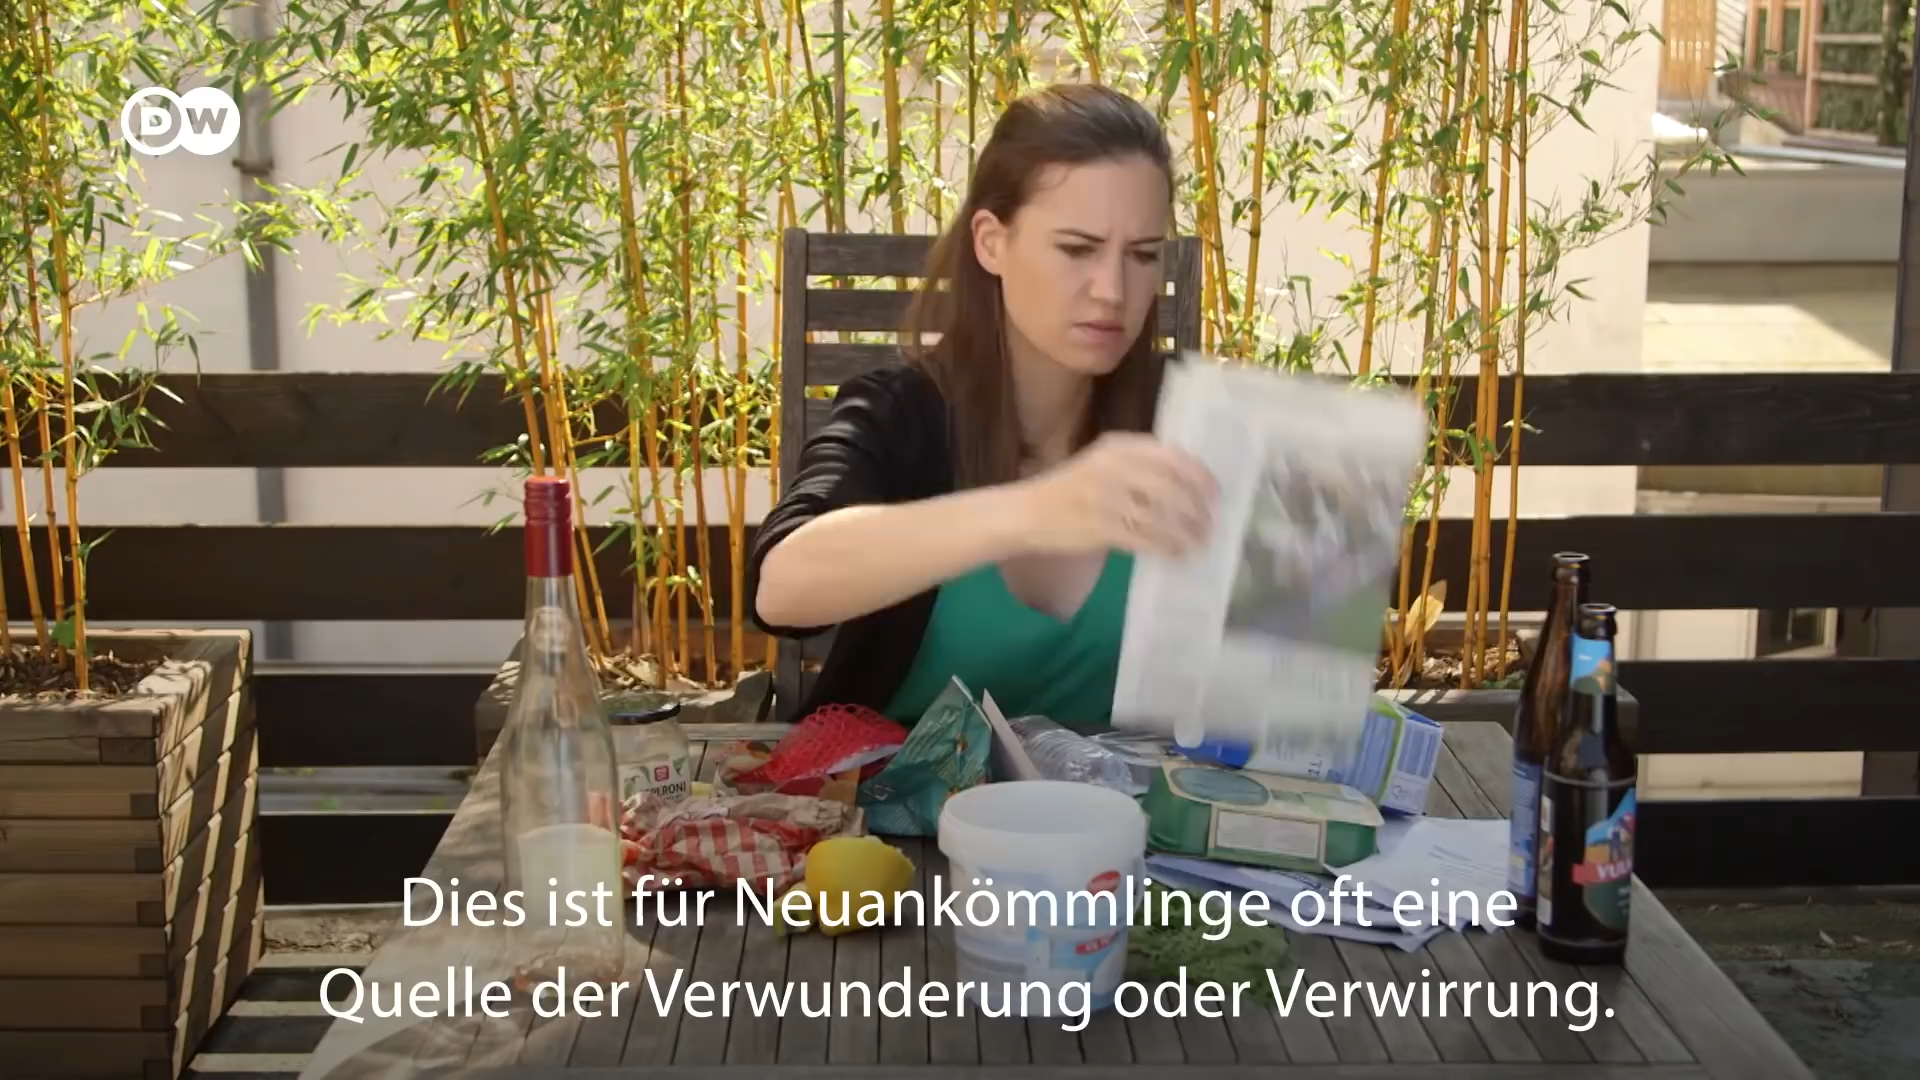 DW
Dies ist für Neuankömmlinge oft eine
Quelle der Verwunderung oder Verwirrung.